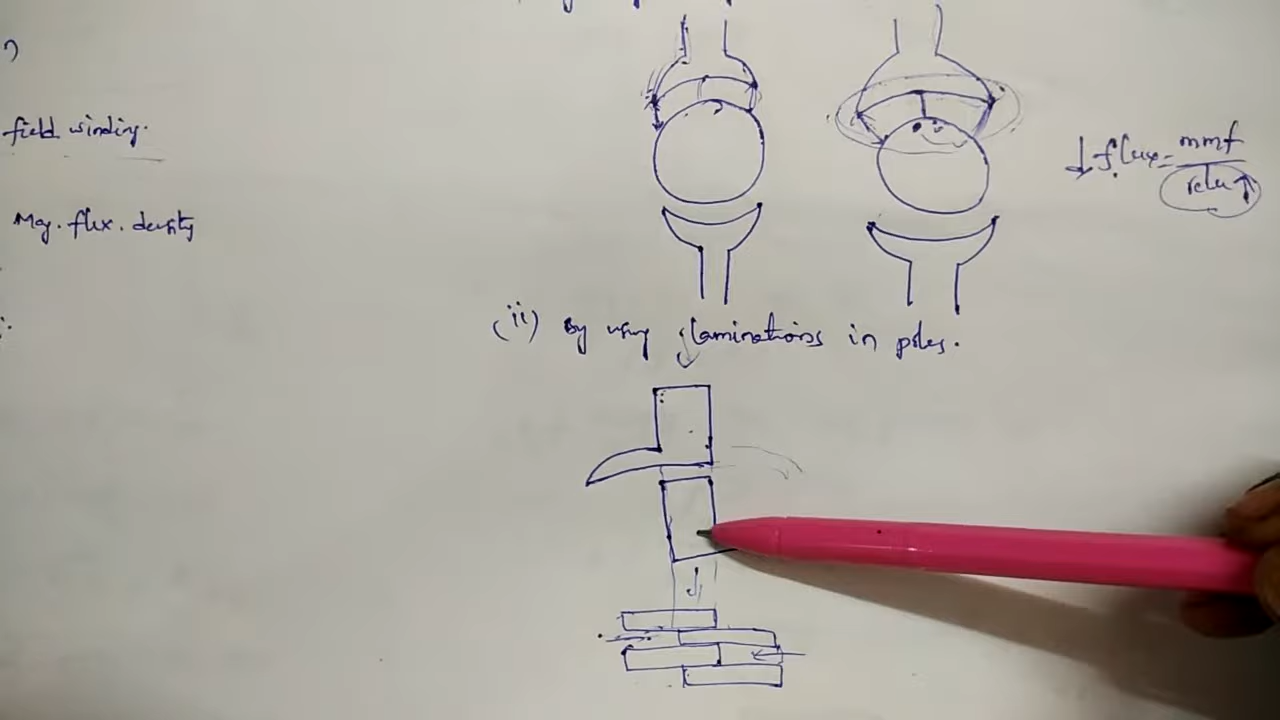 field winding.
Mag. flux. density
↓ flux = mmf
relu ↑
(ii) By using laminations in poles.